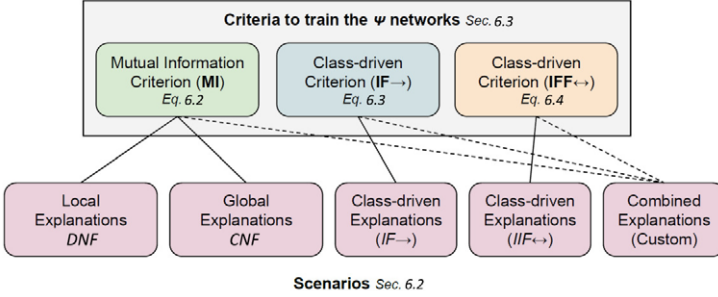 Criteria to train the Ψ networks Sec. 6.3
Mutual Information
Criterion (MI)
Eq. 6.2
Class-driven
Criterion (IF→)
Eq. 6.3
Class-driven
Criterion (IFF↔)
Eq. 6.4
Local
Explanations
DNF
Global
Explanations
CNF
Class-driven
Explanations
(IF→)
Class-driven
Explanations
(IIF↔)
Combined
Explanations
(Custom)
Scenarios Sec. 6.2